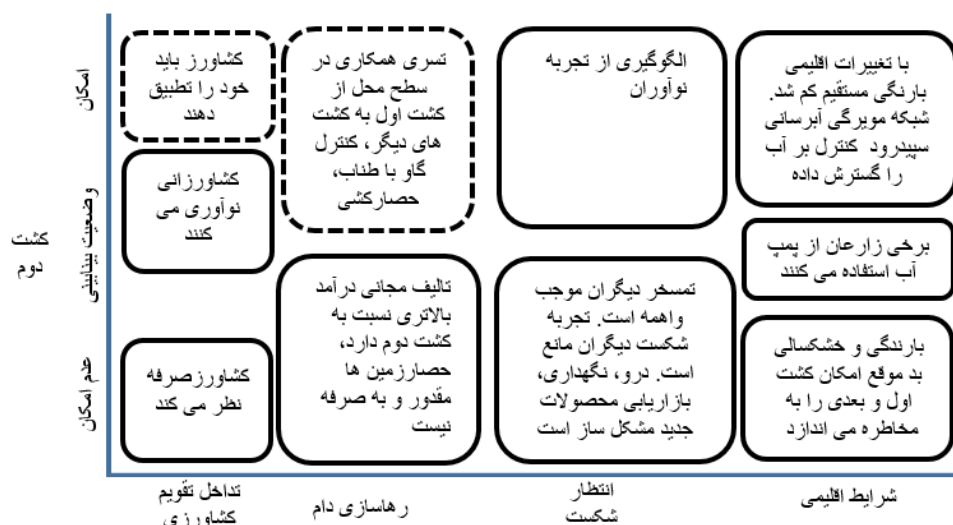 با تغییرات اقلیمی
بارنگی مستقیم کم شد.
شبکه مویرگی آبرسانی
سپیدرود کنترل بر آب
را گسترش داده
برخی زارعان از پمپ
آب استفاده می کنند
بارندگی و خشکسالی
بد موقع امکان کشت
اول و بعدی را به
مخاطره می اندازد
الگوگیری از تجربه
نوآوران
تمسخر دیگران موجب
واهمه است. تجربه
شکست دیگران مانع
است. درو، نگهداری،
بازاریابی محصولات
جدید مشکل ساز است
تسری همکاری در
سطح محل از
کشت اول به کشت
های دیگر، کنترل
گاو با طناب،
حصارکشی
تالیف مجانی درآمد
بالاتری نسبت به
کشت دوم دارد،
حصارزمین ها
مقدور و به صرفه
نیست
کشاورز باید
خود را تطبیق
دهند
کشاورزانی
نوآوری می
کنند
کشاورزصرفه
نظر می کند
امکان
وضعیت بینابینی
عدم امکان
کشت
دوم
شرایط اقلیمی
انتظار
شکست
رهاسازی دام
تداخل تقویم
کشاورزی